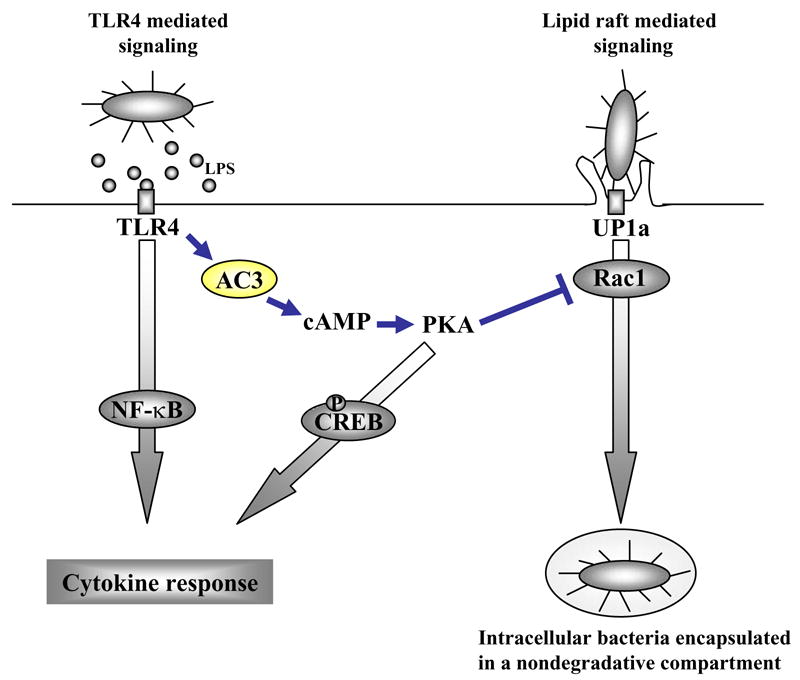 TLR4 mediated
signaling
Lipid raft mediated
signaling
LPS
TLR4
UP1a
AC3
Rac1
cAMP
PKA
NF-κB
P
CREB
Cytokine response
Intracellular bacteria encapsulated
in a nondegradative compartment